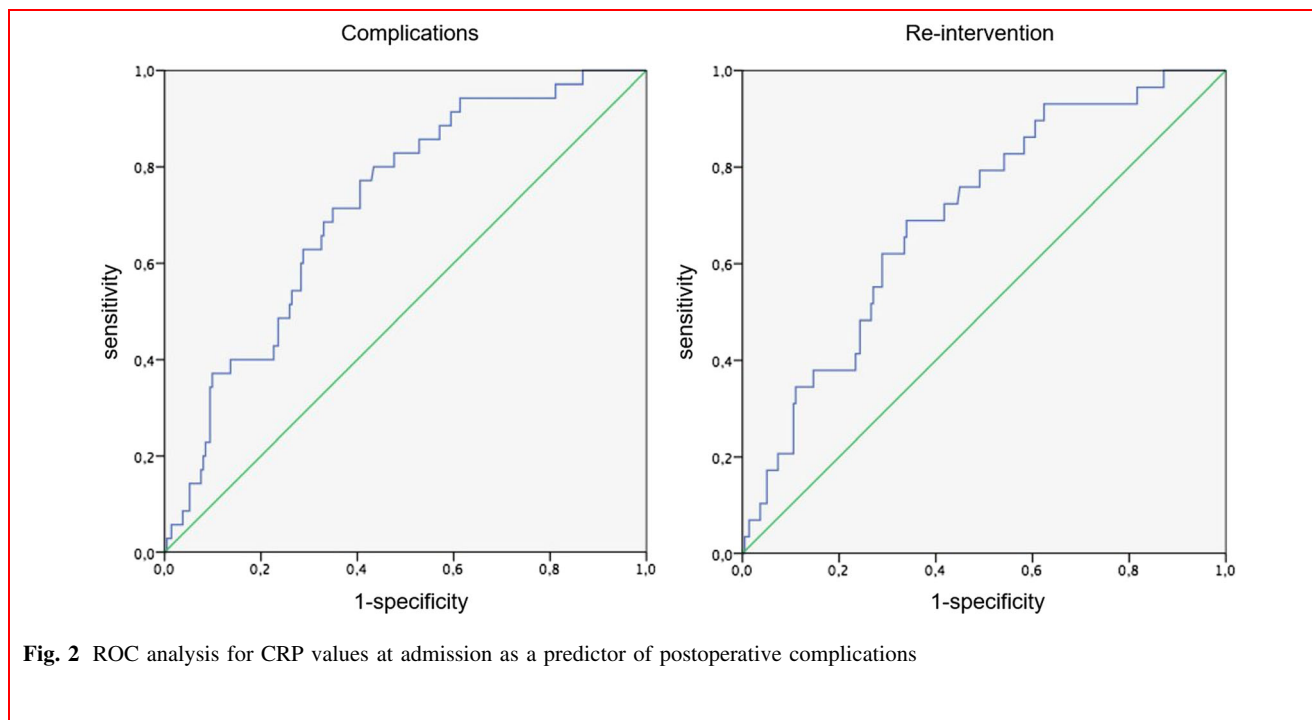 Complications
1,0
0,8
0,6
0,4
0,2
0,0
sensitivity
0,0 0,2 0,4 0,6 0,8 1,0
1-specificity
Re-intervention
1,0
0,8
0,6
0,4
0,2
0,0
sensitivity
0,0 0,2 0,4 0,6 0,8 1,0
1-specificity
Fig. 2 ROC analysis for CRP values at admission as a predictor of postoperative complications